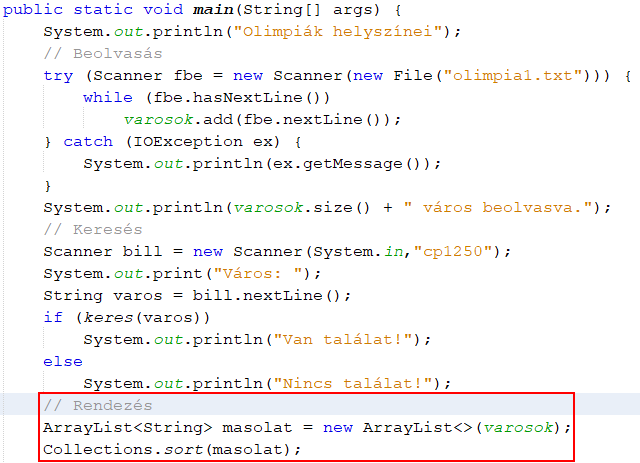 public static void main(String[] args) {
    System.out.println("Olimpiák helyszínei");
    // Beolvasás
    try (Scanner fbe = new Scanner(new File("olimpia1.txt"))) {
        while (fbe.hasNextLine())
            varosok.add(fbe.nextLine());
    } catch (IOException ex) {
        System.out.println(ex.getMessage());
    }
    System.out.println(varosok.size() + " város beolvasva.");
    // Keresés
    Scanner bill = new Scanner(System.in,"cp1250");
    System.out.print("Város: ");
    String varos = bill.nextLine();
    if (keres(varos))
        System.out.println("Van találat!");
    else
        System.out.println("Nincs találat!");
    // Rendezés
    ArrayList<String> masolat = new ArrayList<>(varosok);
    Collections.sort(masolat);